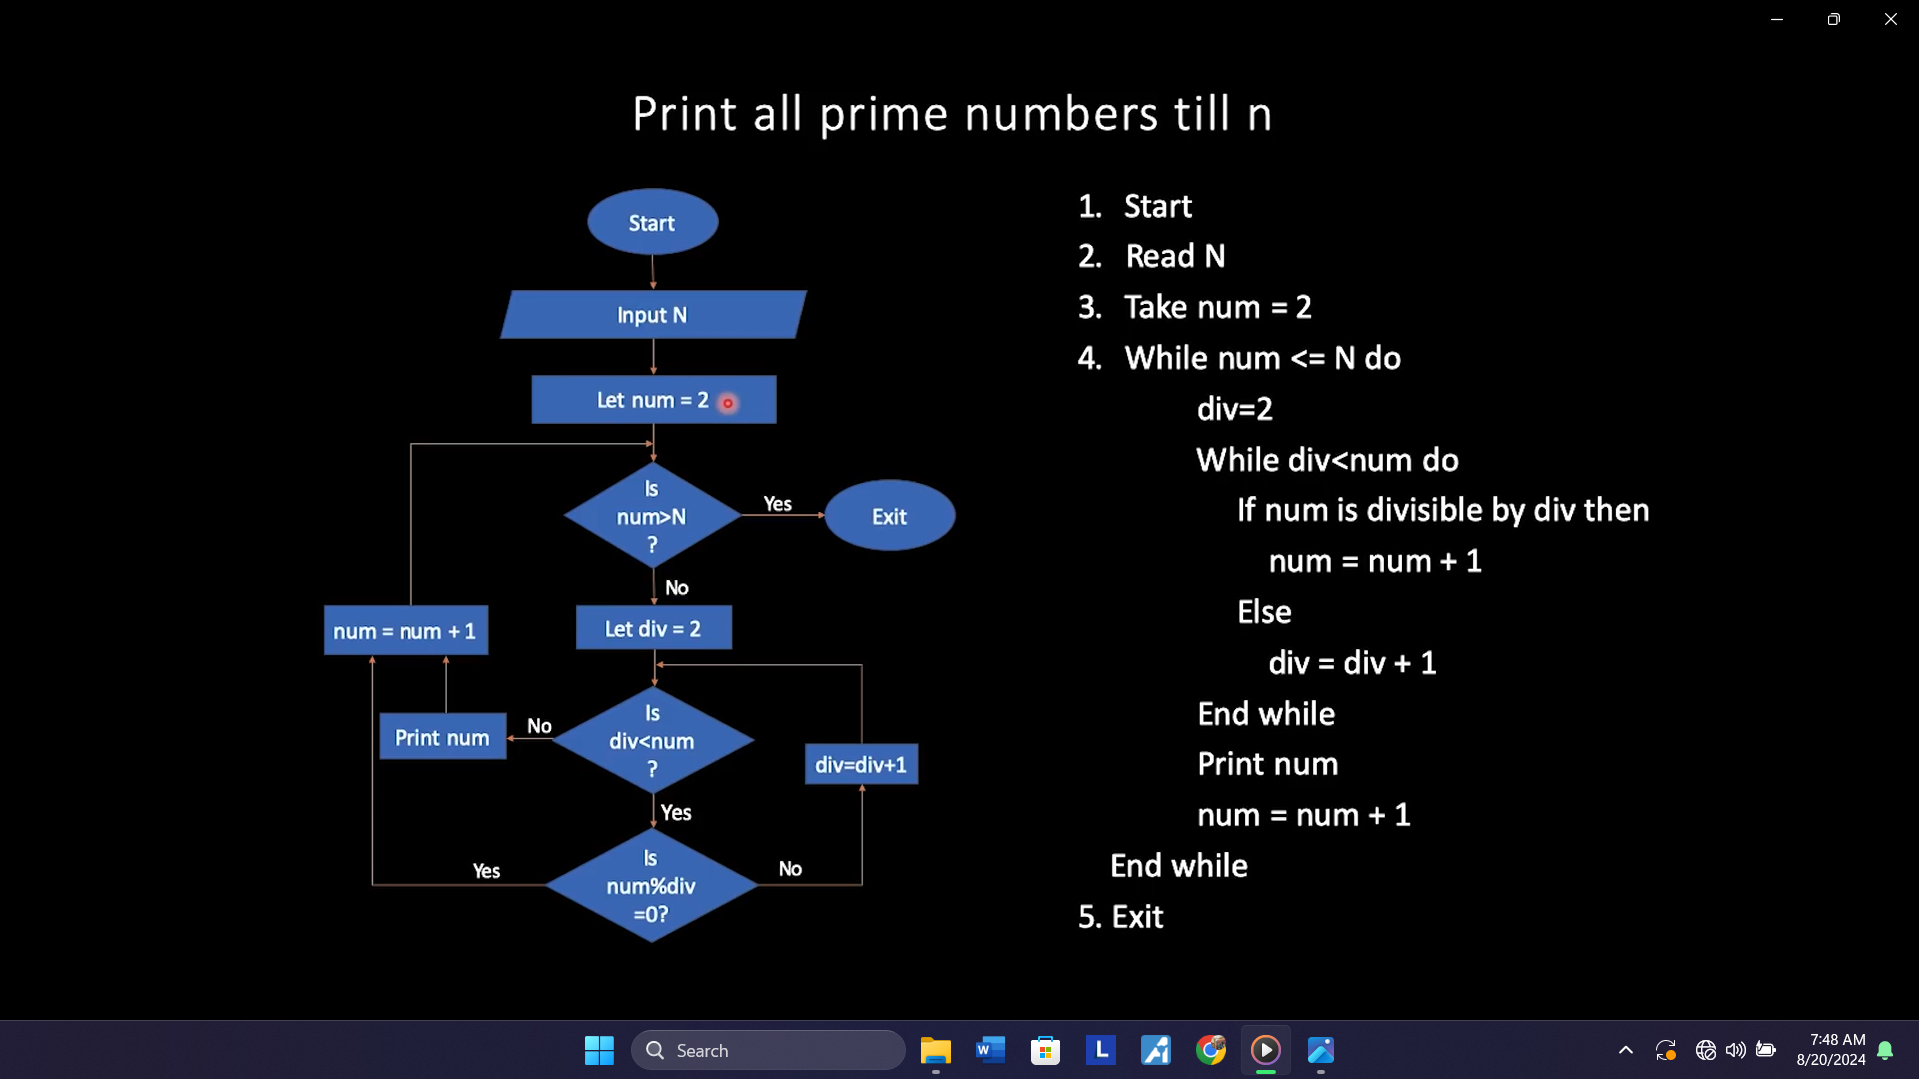 Print all prime numbers till n
Start
Input N
Let num = 2
Is
num>N
?
Yes
Exit
No
num = num + 1
Let div = 2
Print num
No
Is
div<num
?
div=div+1
Yes
Yes
Is
num%div
=0?
No
1. Start
2. Read N
3. Take num = 2
4. While num <= N do
div=2
While div<num do
If num is divisible by div then
num = num + 1
Else
div = div + 1
End while
Print num
num = num + 1
End while
5. Exit
Search
L
7:48 AM
8/20/2024